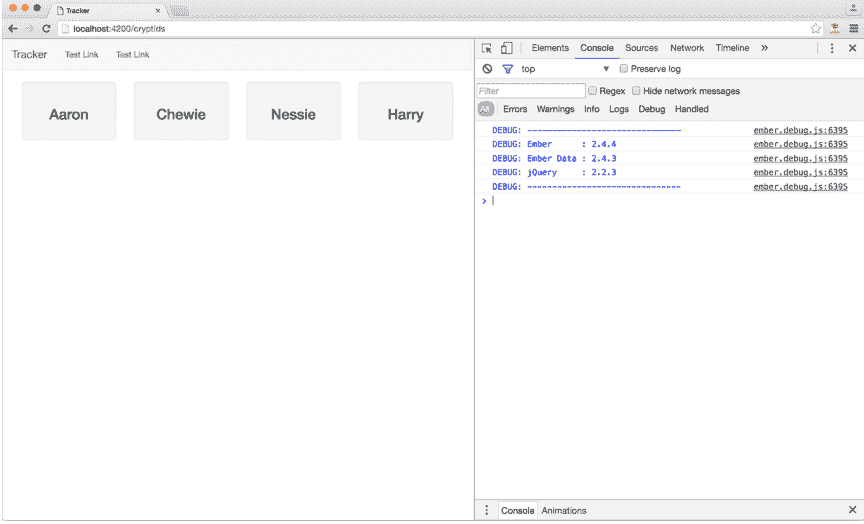 Tracker
localhost:4200/cryptids
Tracker Test Link Test Link
Aaron Chewie Nessie Harry
Elements Console Sources Network Timeline »
top Preserve log
Filter Regex Hide network messages
All Errors Warnings Info Logs Debug Handled
DEBUG: ------------------------------- ember.debug.js:6395
DEBUG: Ember : 2.4.4 ember.debug.js:6395
DEBUG: Ember Data : 2.4.3 ember.debug.js:6395
DEBUG: jQuery : 2.2.3 ember.debug.js:6395
DEBUG: ------------------------------- ember.debug.js:6395
>
Console Animations